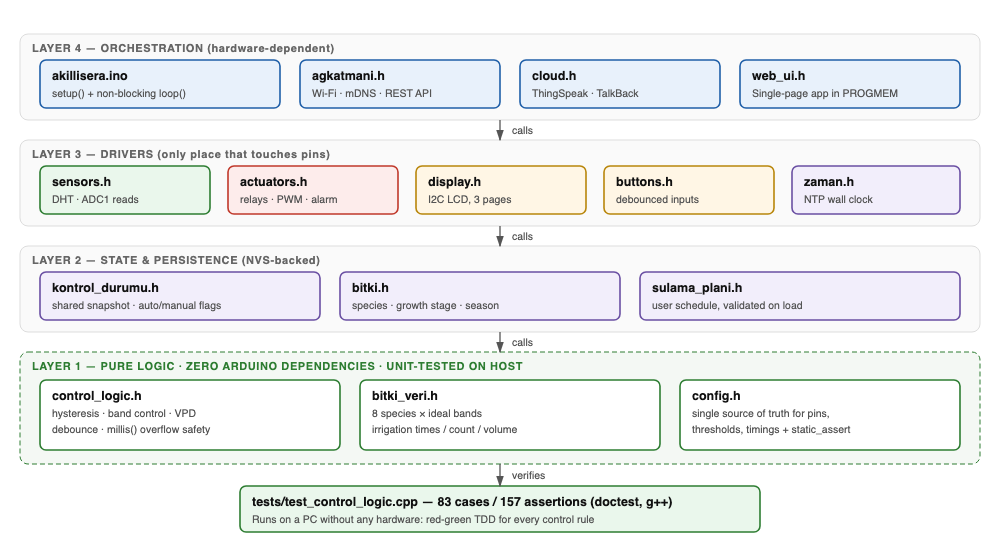 LAYER 4 — ORCHESTRATION (hardware-dependent)
akillisera.ino
setup() + non-blocking loop()
agkatmani.h
Wi-Fi · mDNS · REST API
cloud.h
ThingSpeak · TalkBack
web_ui.h
Single-page app in PROGMEM
calls
LAYER 3 — DRIVERS (only place that touches pins)
sensors.h
DHT · ADC1 reads
actuators.h
relays · PWM · alarm
display.h
I2C LCD, 3 pages
buttons.h
debounced inputs
zaman.h
NTP wall clock
calls
LAYER 2 — STATE & PERSISTENCE (NVS-backed)
kontrol_durumu.h
shared snapshot · auto/manual flags
bitki.h
species · growth stage · season
sulama_plani.h
user schedule, validated on load
calls
LAYER 1 — PURE LOGIC · ZERO ARDUINO DEPENDENCIES · UNIT-TESTED ON HOST
control_logic.h
hysteresis · band control · VPD
debounce · millis() overflow safety
bitki_veri.h
8 species × ideal bands
irrigation times / count / volume
config.h
single source of truth for pins,
thresholds, timings + static_assert
verifies
tests/test_control_logic.cpp — 83 cases / 157 assertions (doctest, g++)
Runs on a PC without any hardware: red-green TDD for every control rule